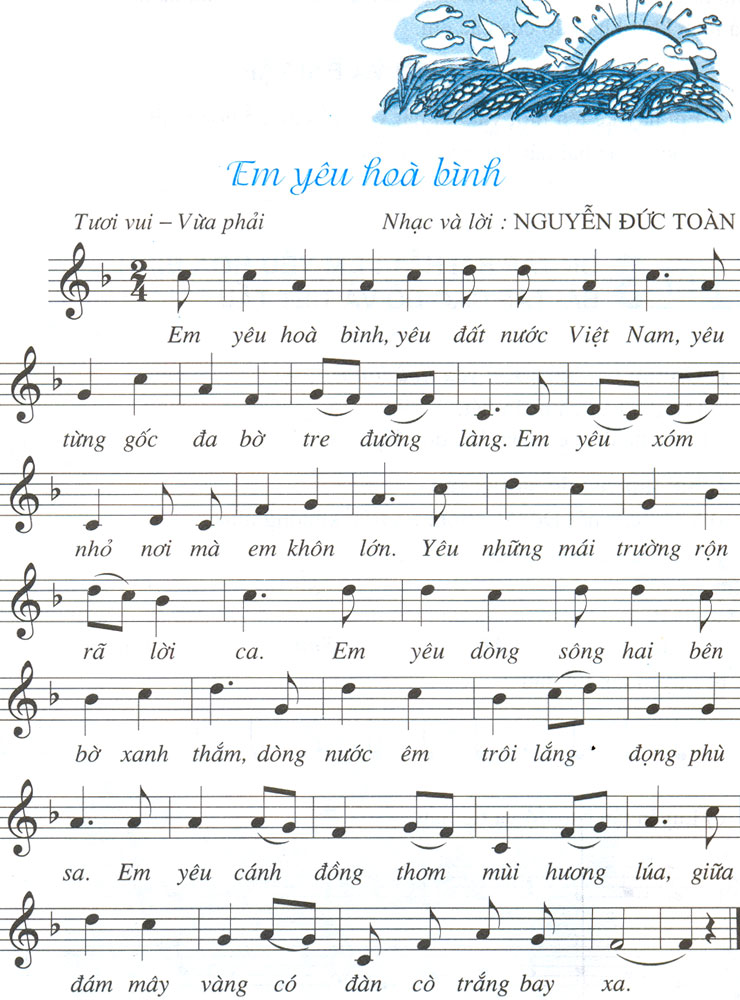 Em yêu hoà bình
Tươi vui – Vừa phải Nhạc và lời : NGUYỄN ĐỨC TOÀN
2
4
Em yêu hoà bình, yêu đất nước Việt Nam, yêu
từng gốc đa bờ tre đường làng. Em yêu xóm
nhỏ nơi mà em khôn lớn. Yêu những mái trường rộn
rã lời ca. Em yêu dòng sông hai bên
bờ xanh thắm, dòng nước êm trôi lắng đọng phù
sa. Em yêu cánh đồng thơm mùi hương lúa, giữa
đám mây vàng có đàn cò trắng bay xa.